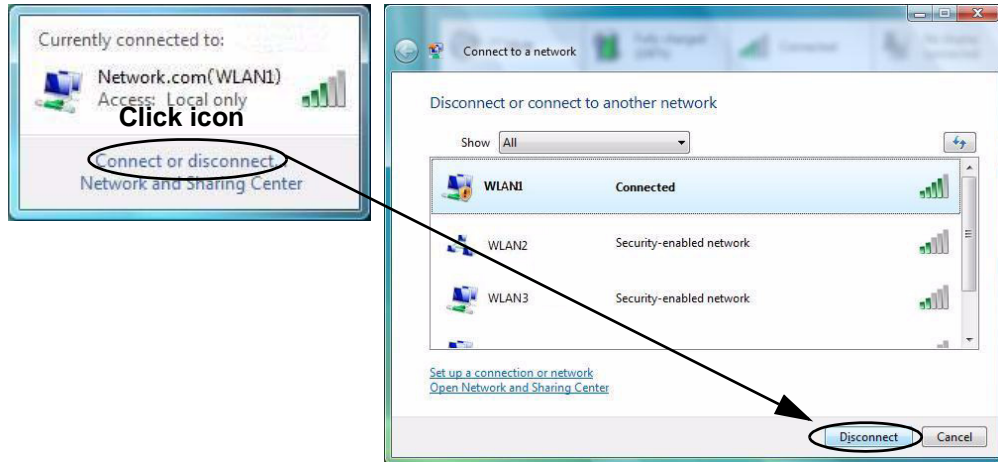 Currently connected to:
Network.com(WLAN1)
Access: Local only
Click icon
Connect or disconnect...
Network and Sharing Center
Connect to a network
Disconnect or connect to another network
Show All
WLAN1 Connected
WLAN2 Security-enabled network
WLAN3 Security-enabled network
Set up a connection or network
Open Network and Sharing Center
Disconnect Cancel